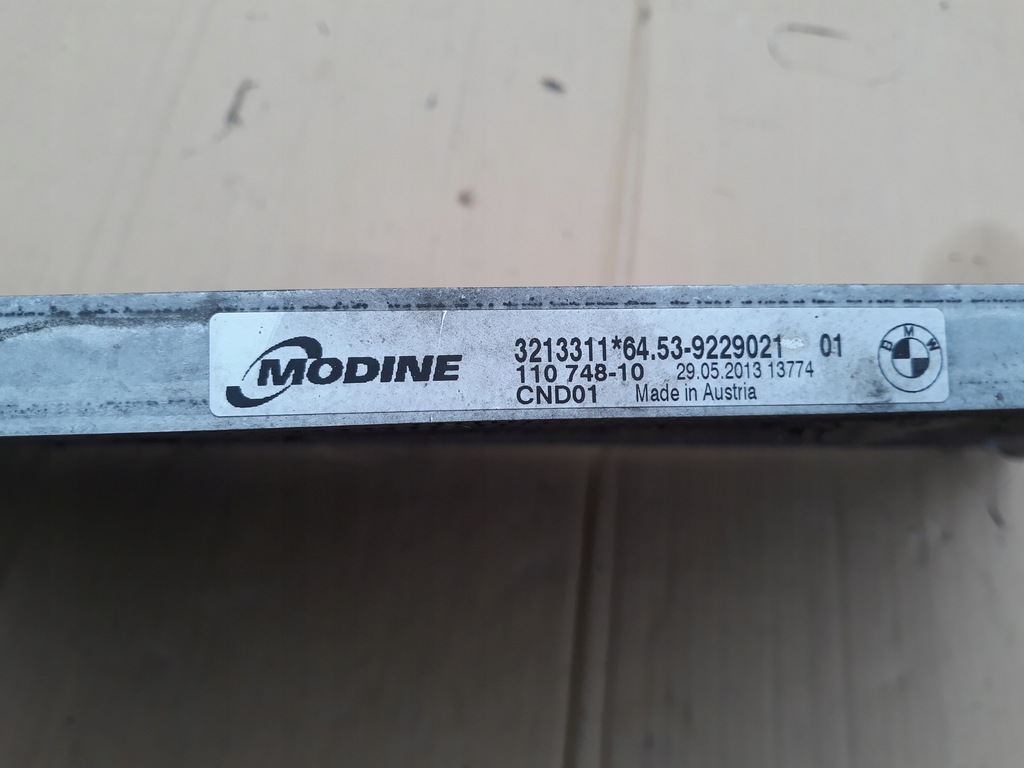 MODINE
3213311*64.53-9229021 01
110 748-10 29.05.2013 13774
CND01 Made in Austria
BMW